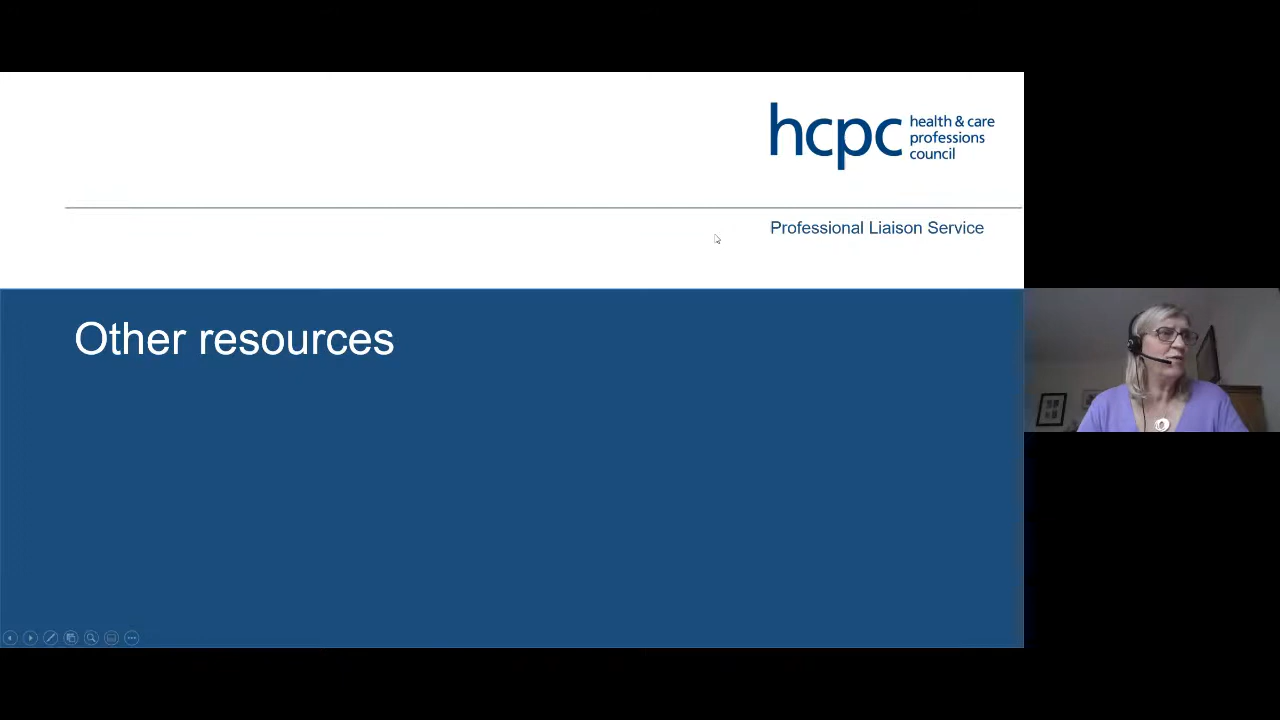 hcpc
health & care
professions
council
Professional Liaison Service
Other resources